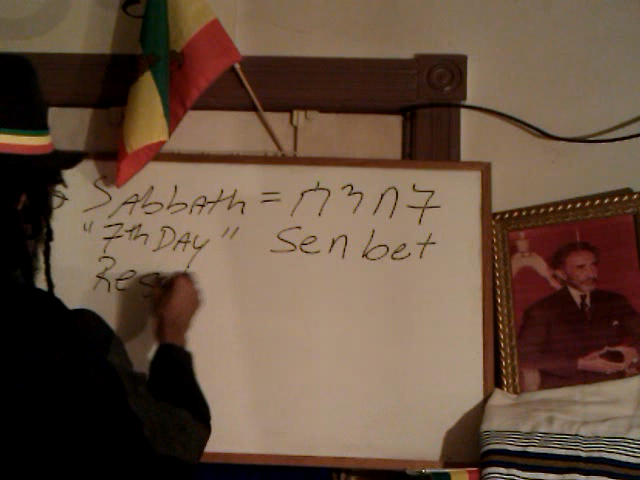 Sabbath = ሰንበት
"7th DAY" Senbet